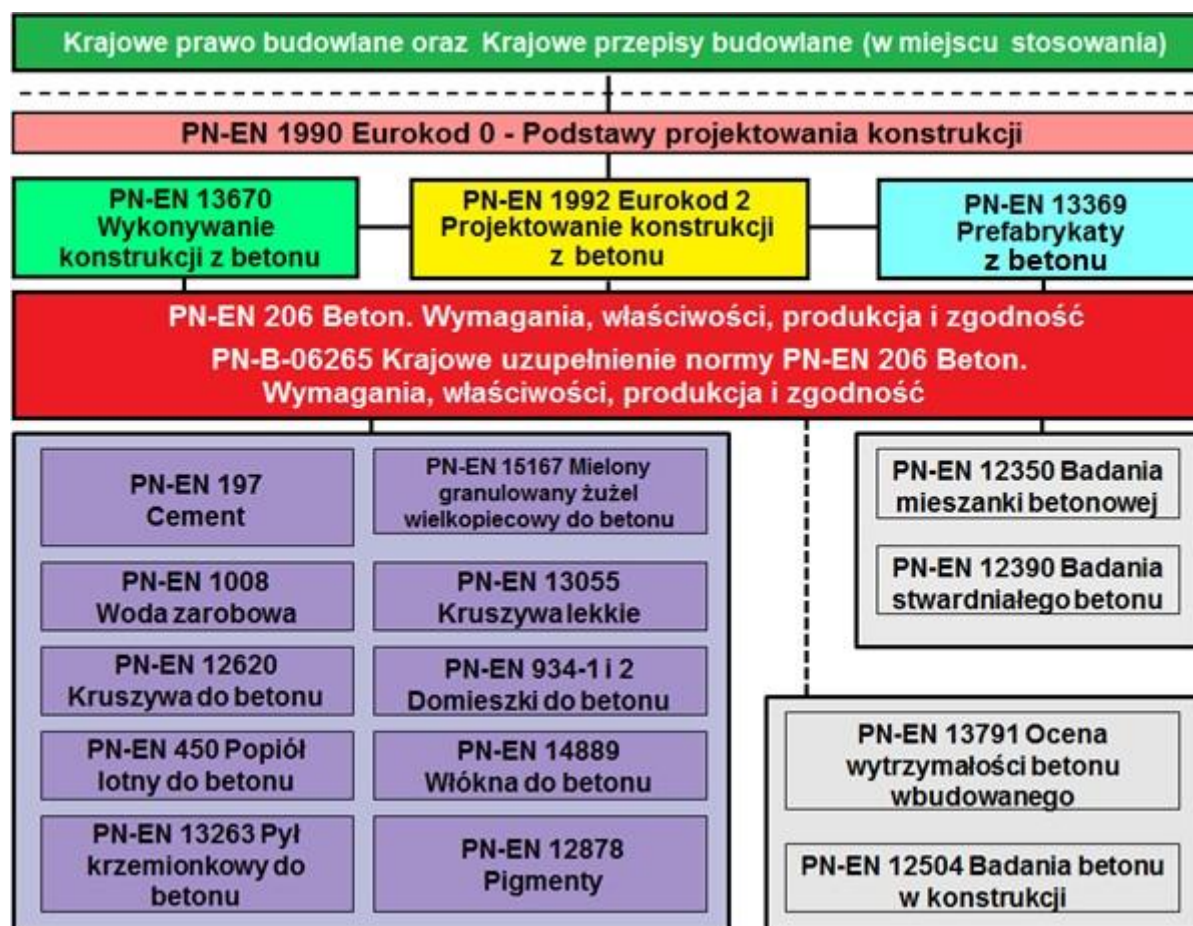 Krajowe prawo budowlane oraz Krajowe przepisy budowlane (w miejscu stosowania)
PN-EN 1990 Eurokod 0 - Podstawy projektowania konstrukcji
PN-EN 13670
Wykonywanie
konstrukcji z betonu
PN-EN 1992 Eurokod 2
Projektowanie konstrukcji
z betonu
PN-EN 13369
Prefabrykaty
z betonu
PN-EN 206 Beton. Wymagania, właściwości, produkcja i zgodność
PN-B-06265 Krajowe uzupełnienie normy PN-EN 206 Beton.
Wymagania, właściwości, produkcja i zgodność
PN-EN 197
Cement
PN-EN 15167 Mielony
granulowany żużel
wielkopiecowy do betonu
PN-EN 1008
Woda zarobowa
PN-EN 13055
Kruszywa lekkie
PN-EN 12620
Kruszywa do betonu
PN-EN 934-1 i 2
Domieszki do betonu
PN-EN 450 Popiół
lotny do betonu
PN-EN 14889
Włókna do betonu
PN-EN 13263 Pył
krzemionkowy do
betonu
PN-EN 12878
Pigmenty
PN-EN 12350 Badania
mieszanki betonowej
PN-EN 12390 Badania
stwardniałego betonu
PN-EN 13791 Ocena
wytrzymałości betonu
wbudowanego
PN-EN 12504 Badania betonu
w konstrukcji